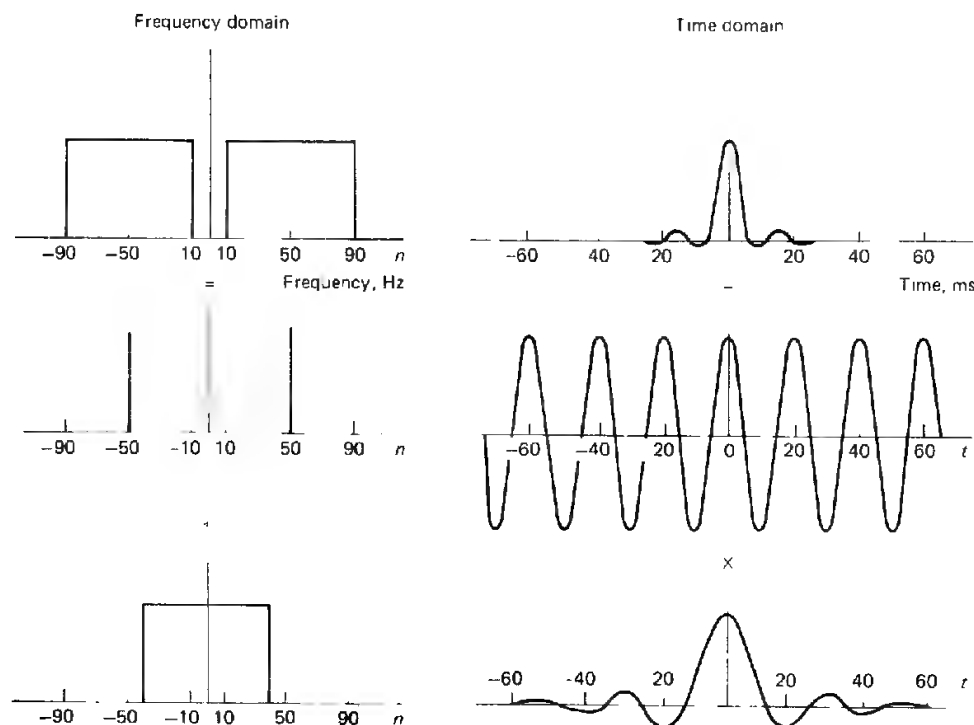 Frequency domain
Time domain
−90 −50 10 10 50 90 n
−60 20 20 40 60
= Frequency, Hz
− Time, ms
−90 −50 −10 10 50 90 n
−60 −40 20 0 20 40 60 t
×
−60 -40 −20 20 40 60 t
−90 −50 −10 10 50 90 n